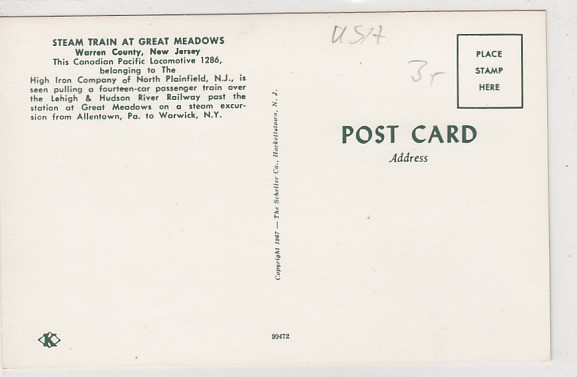 STEAM TRAIN AT GREAT MEADOWS
Warren County, New Jersey
This Canadian Pacific Locomotive 1286,
belonging to The
High Iron Company of North Plainfield, N.J., is
seen pulling a fourteen-car passenger train over
the Lehigh & Hudson River Railway past the
station at Great Meadows on a steam excur-
sion from Allentown, Pa. to Warwick, N.Y.
K
Copyright 1967 — The Scheller Co., Hackettstown, N. J.
99472
USA
3,-
PLACE
STAMP
HERE
POST CARD
Address